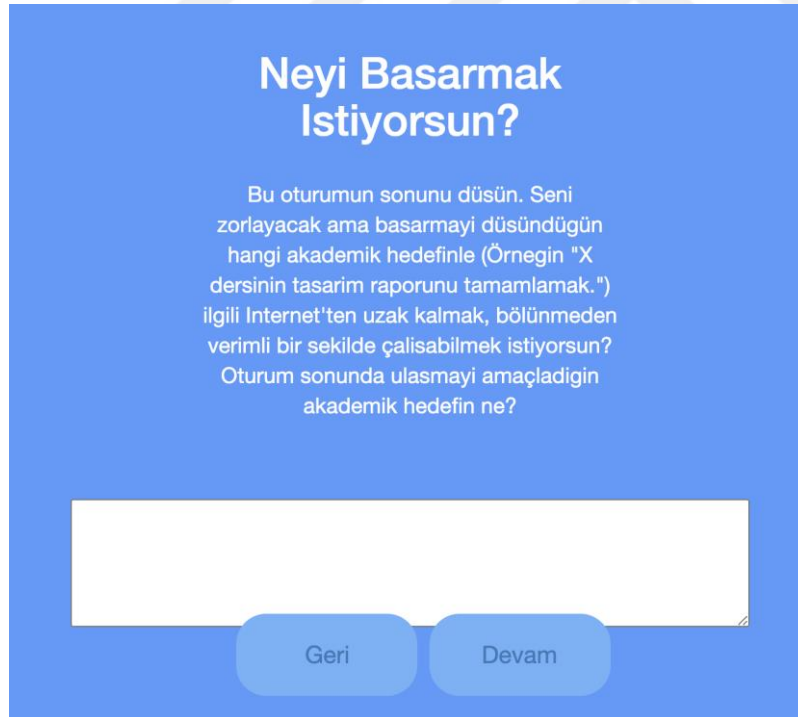 Neyi Basarmak
Istiyorsun?
Bu oturumun sonunu düsün. Seni
zorlayacak ama basarmayi düsündügün
hangi akademik hedefinle (Örnegin "X
dersinin tasarim raporunu tamamlamak.")
ilgili Internet'ten uzak kalmak, bölünmeden
verimli bir sekilde çalisabilmek istiyorsun?
Oturum sonunda ulasmayi amaçladigin
akademik hedefin ne?
Geri
Devam